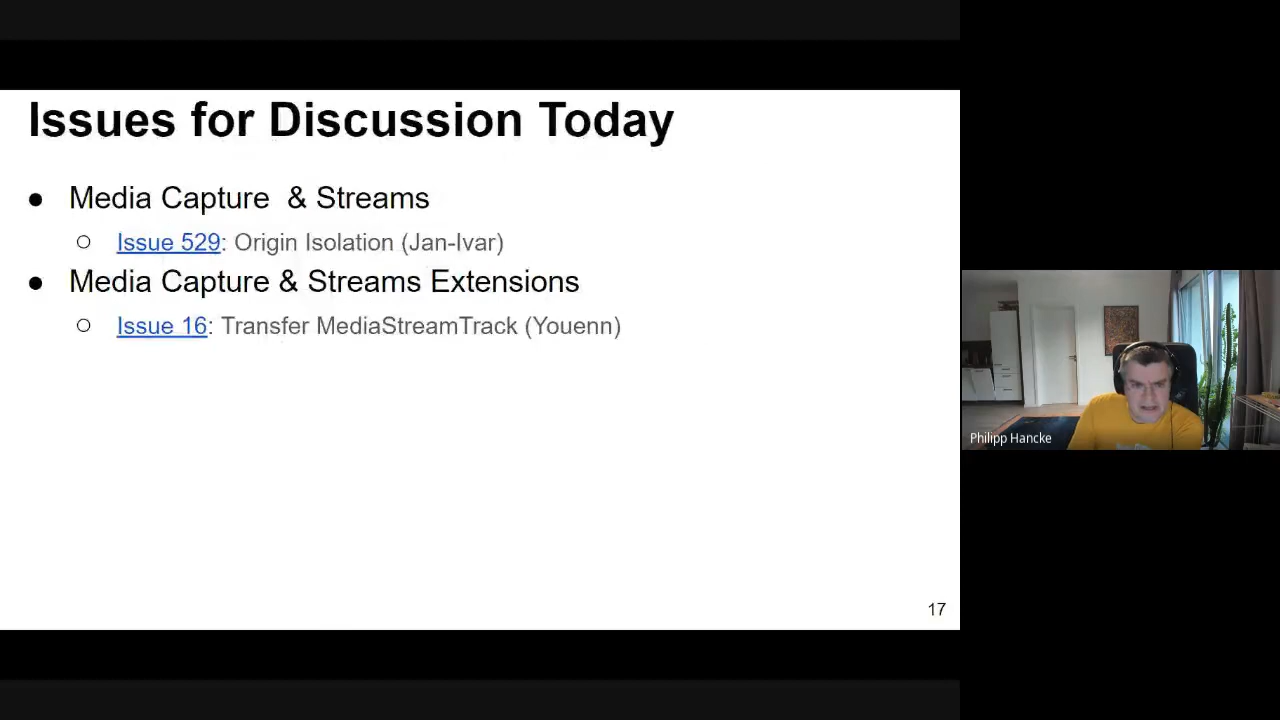 Issues for Discussion Today
● Media Capture & Streams
○ Issue 529: Origin Isolation (Jan-Ivar)
● Media Capture & Streams Extensions
○ Issue 16: Transfer MediaStreamTrack (Youenn)
17
Philipp Hancke